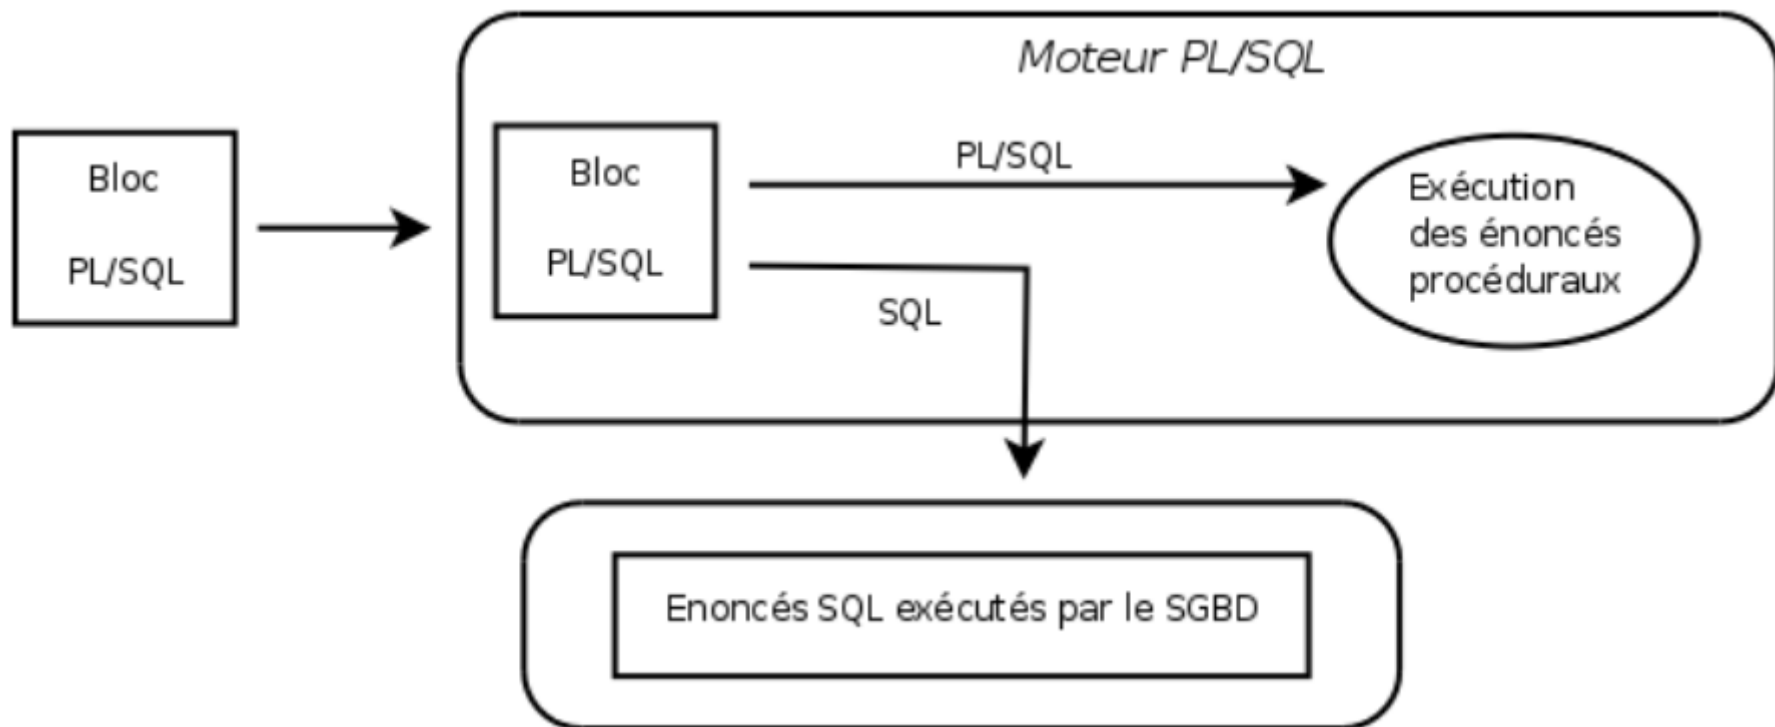 Moteur PL/SQL
Bloc
PL/SQL
Bloc
PL/SQL
PL/SQL
SQL
Exécution
des énoncés
procéduraux
Enoncés SQL exécutés par le SGBD